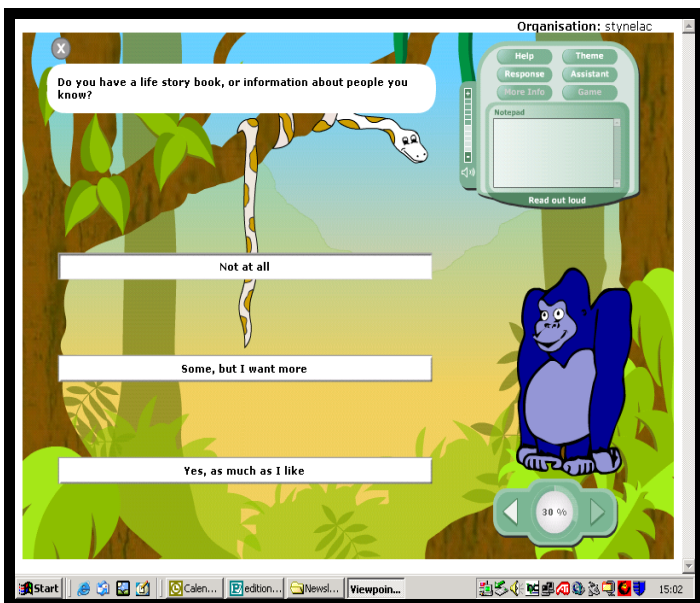 Organisation: stynelac
X
Do you have a life story book, or information about people you
know?
Help
Theme
Response
Assistant
More Info
Game
Notepad
Read out loud
Not at all
Some, but I want more
Yes, as much as I like
30 %
Start
Calen...
edition...
Newsl...
Viewpoin...
15:02